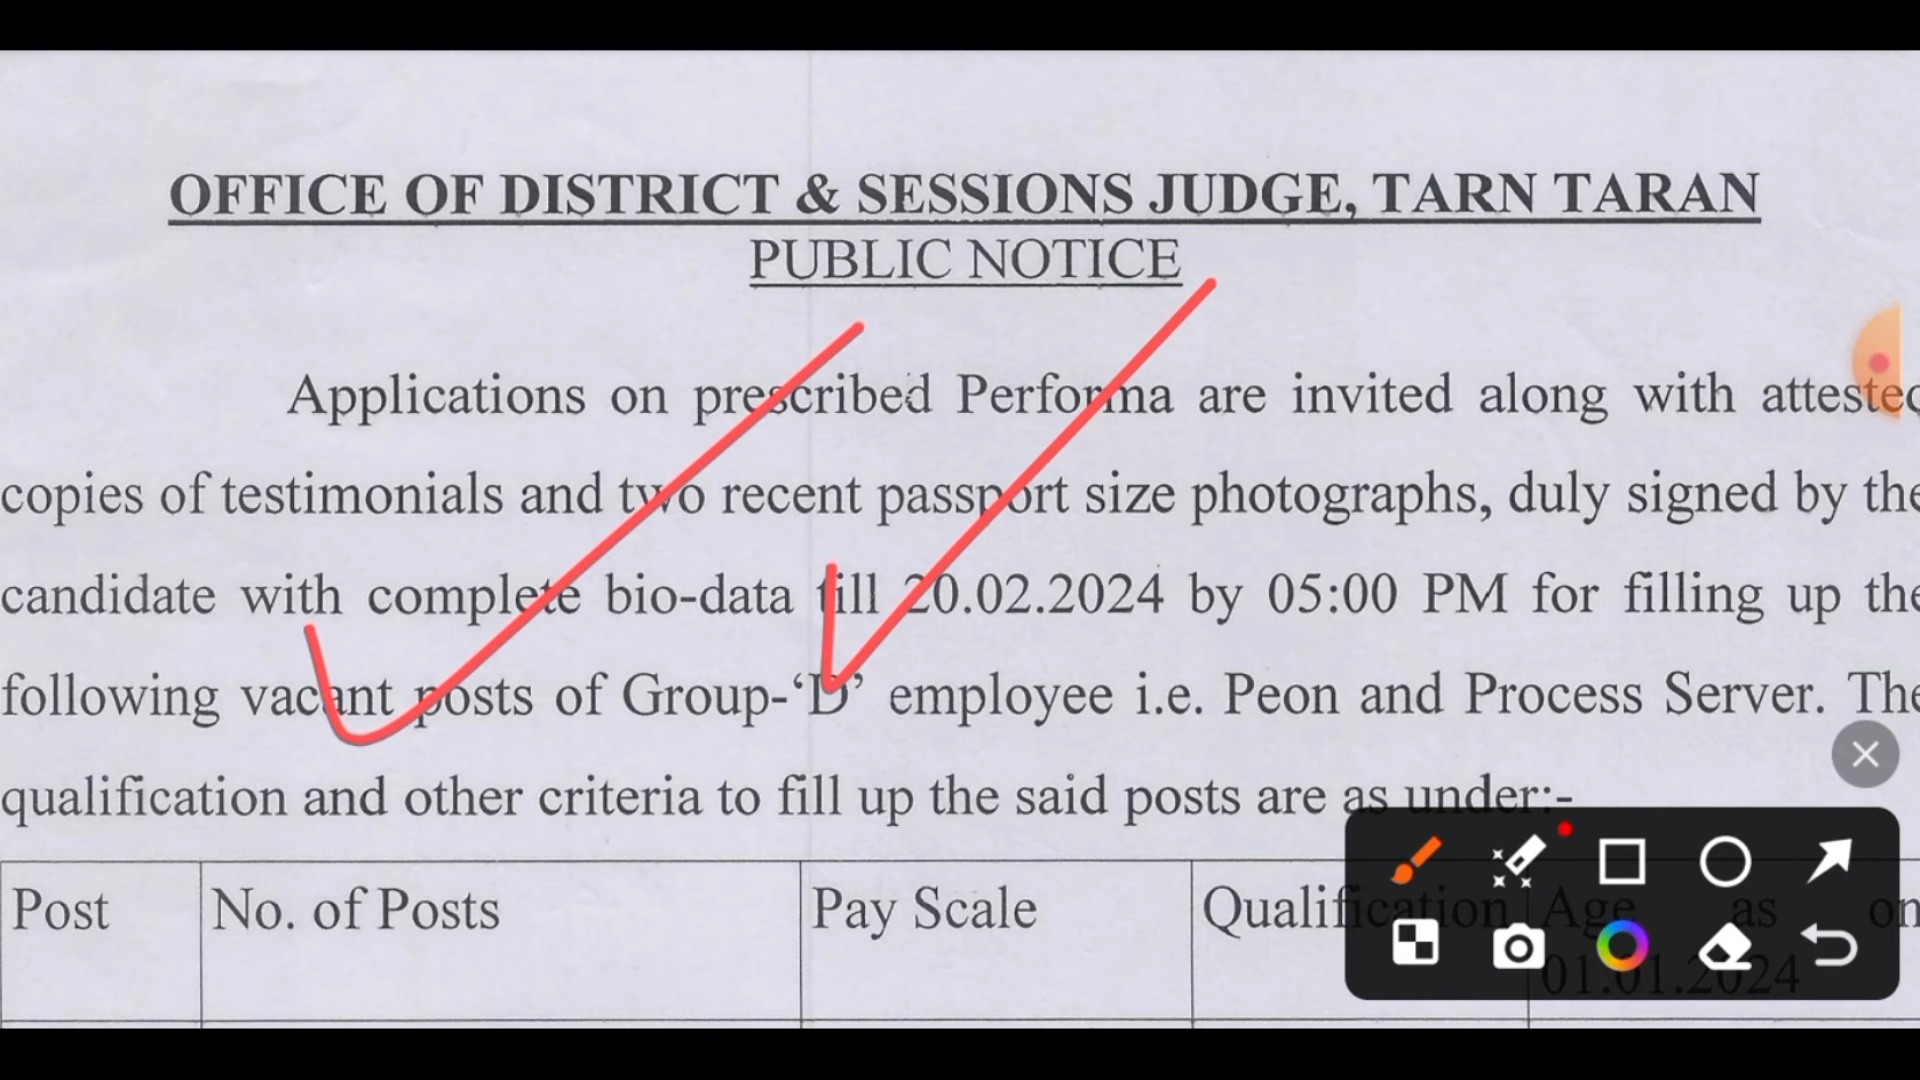 OFFICE OF DISTRICT & SESSIONS JUDGE, TARN TARAN
PUBLIC NOTICE
Applications on prescribed Performa are invited along with attested
copies of testimonials and two recent passport size photographs, duly signed by the
candidate with complete bio-data till 20.02.2024 by 05:00 PM for filling up the
following vacant posts of Group-‘D’ employee i.e. Peon and Process Server. The
qualification and other criteria to fill up the said posts are as under:-
Post No. of Posts Pay Scale Qualification Age as on
01.01.2024